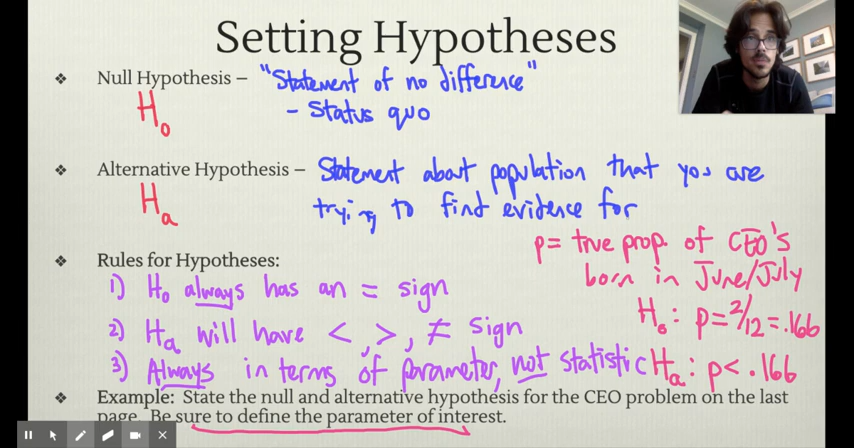 Setting Hypotheses
❖ Null Hypothesis – "Statement of no difference"
H₀ - Status quo
❖ Alternative Hypothesis – Statement about population that you are
Hₐ trying to find evidence for
❖ Rules for Hypotheses:
1) H₀ always has an = sign
2) Hₐ will have <, >, ≠ sign
3) Always in terms of parameter, not statistic
p = true prop. of CEO's
born in June/July
H₀: p = 2/12 = .166
Hₐ: p < .166
❖ Example: State the null and alternative hypothesis for the CEO problem on the last
page. Be sure to define the parameter of interest.